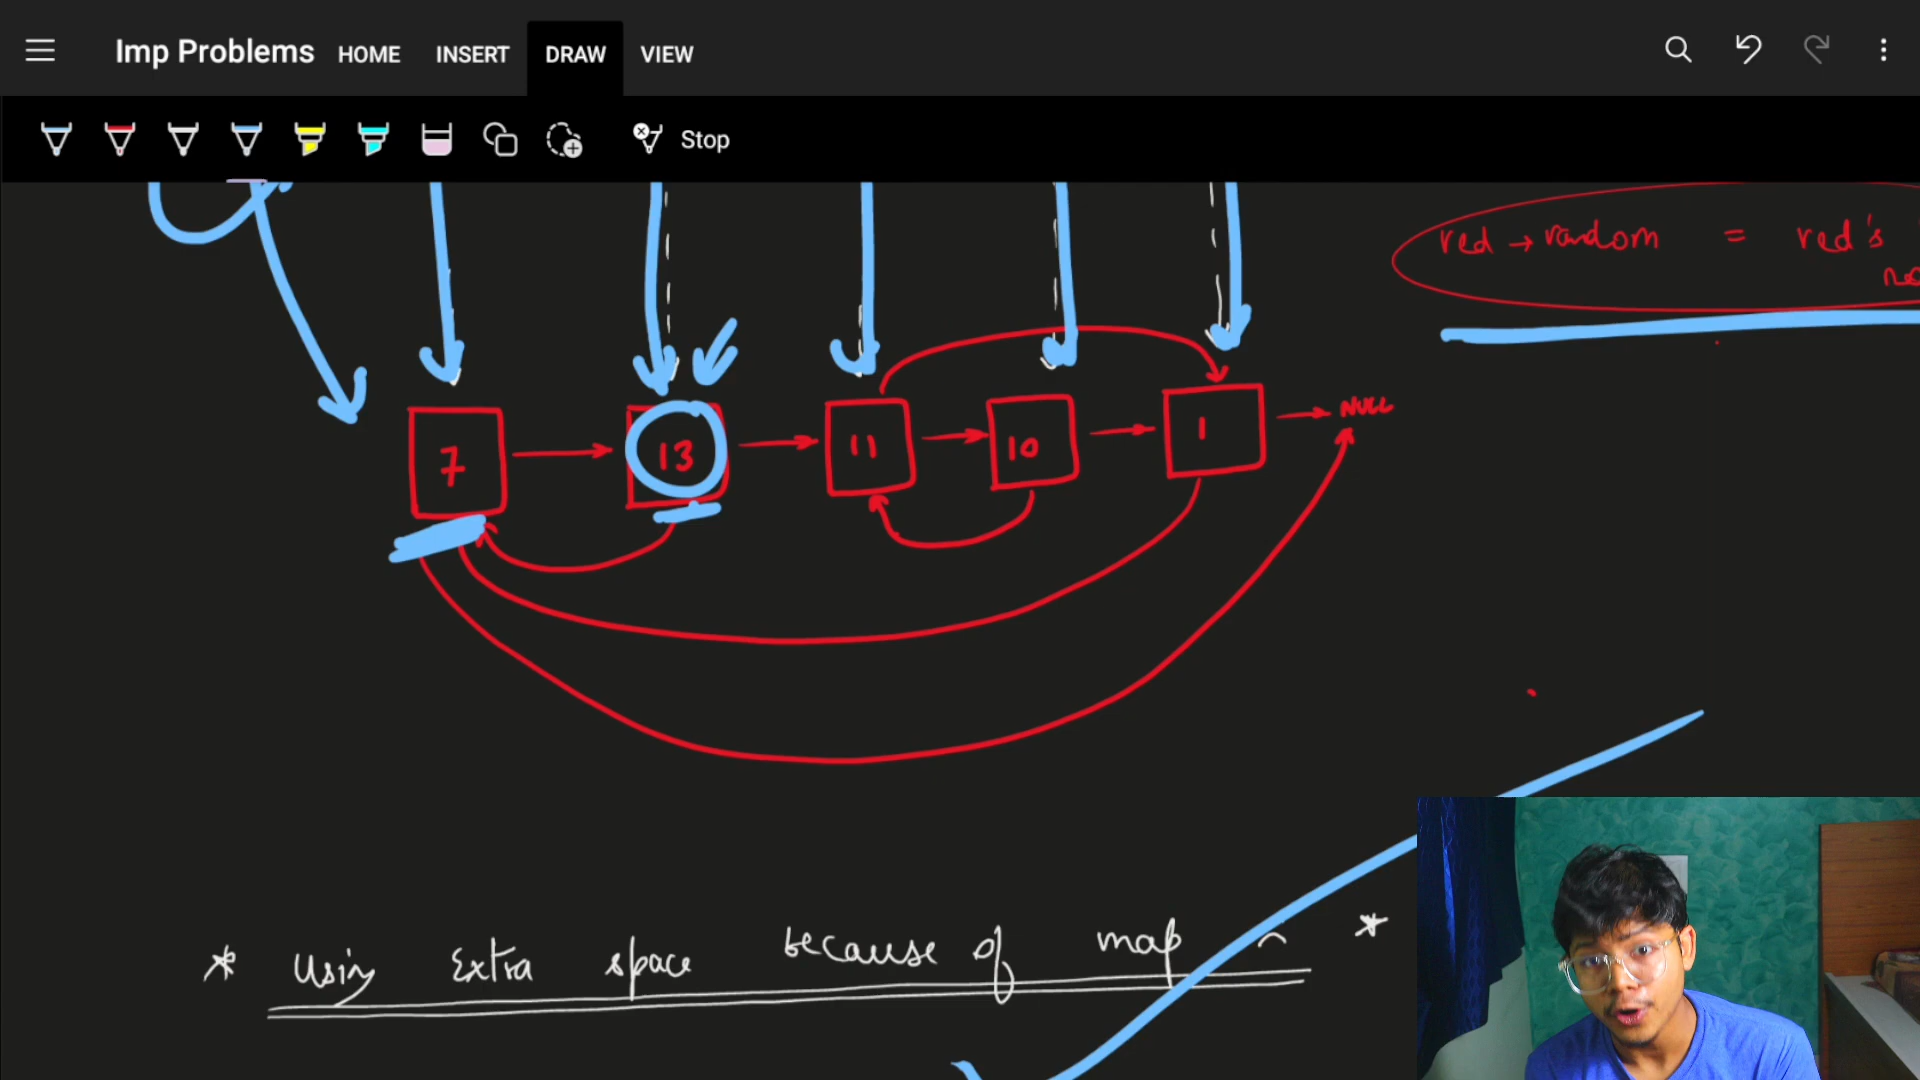 Imp Problems HOME INSERT DRAW VIEW
Stop
red → random = red's
7 → 13 → 11 → 10 → 1 → NULL
* Using Extra space because of map *